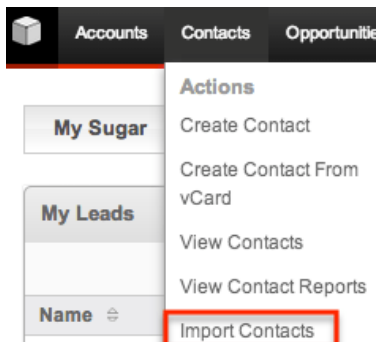 Accounts Contacts Opportunitie
Actions
My Sugar
Create Contact
Create Contact From
vCard
My Leads
View Contacts
View Contact Reports
Name
Import Contacts